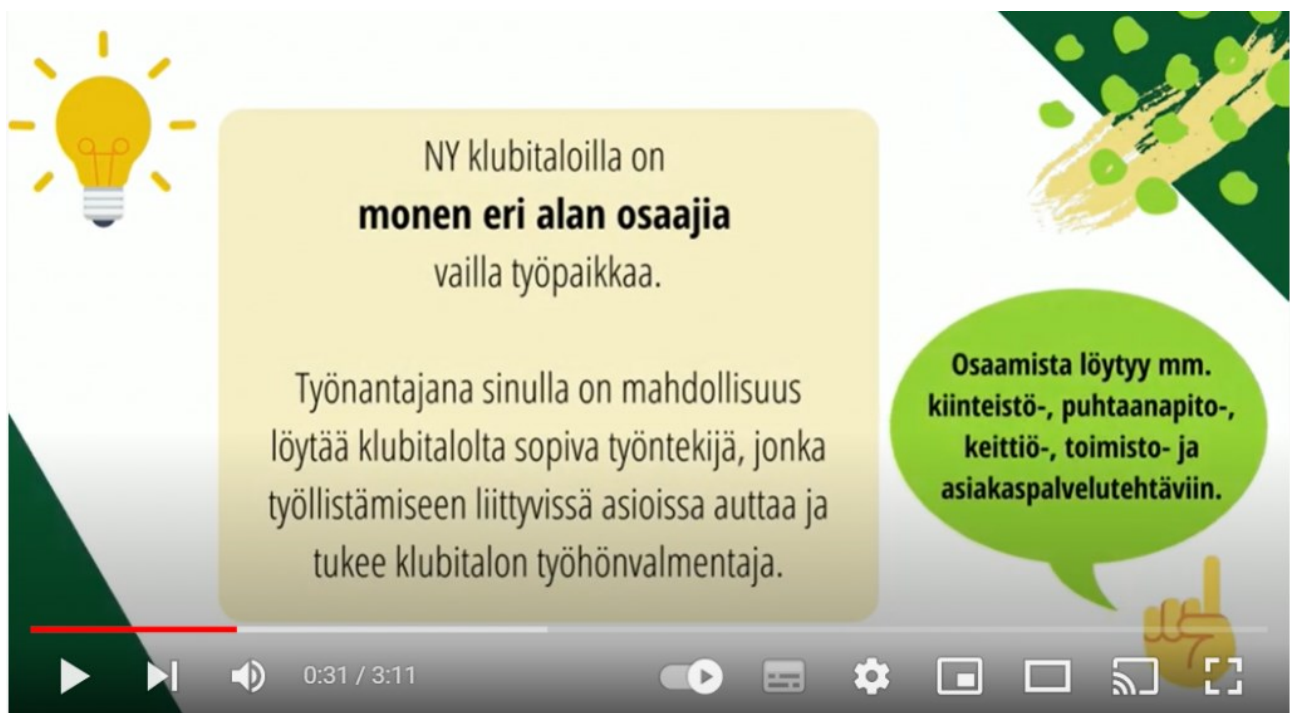 NY klubitaloilla on
monen eri alan osaajia
vailla työpaikkaa.
Työnantajana sinulla on mahdollisuus
löytää klubitalolta sopiva työntekijä, jonka
työllistämiseen liittyvissä asioissa auttaa ja
tukee klubitalon työhönvalmentaja.
Osaamista löytyy mm.
kiinteistö-, puhtaanapito-,
keittiö-, toimisto- ja
asiakaspalvelutehtäviin.
0:31 / 3:11